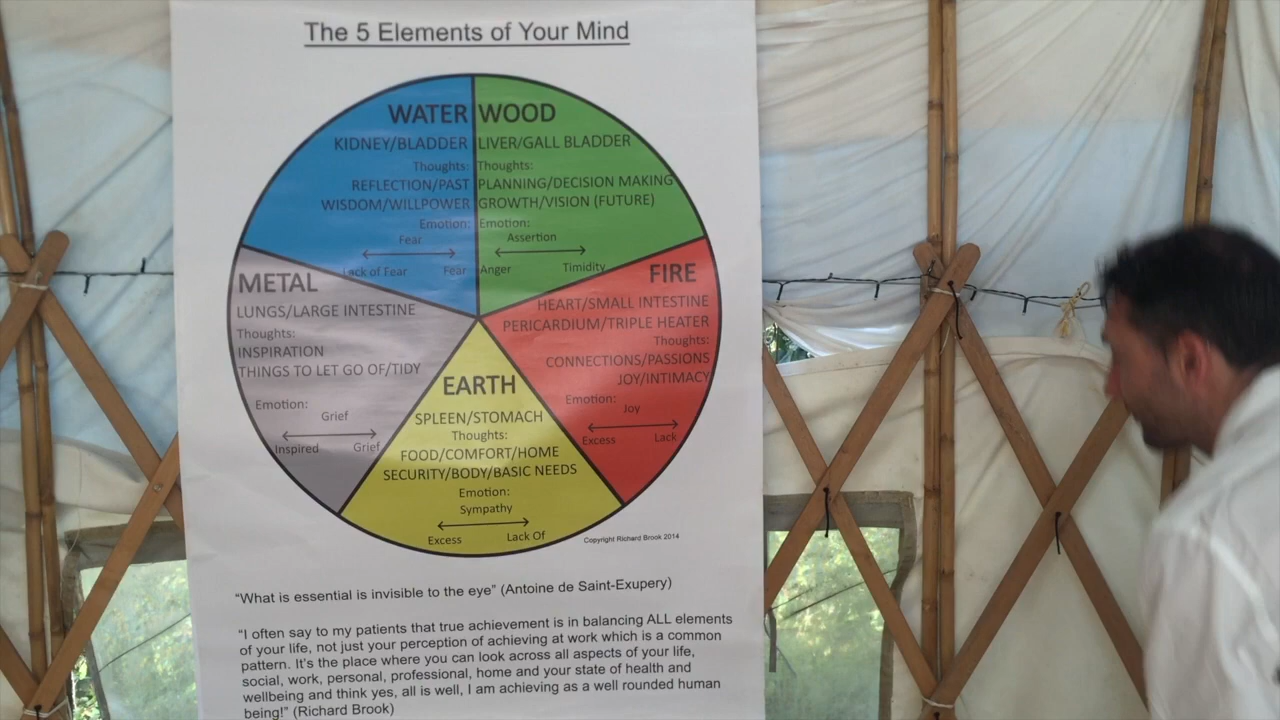 The 5 Elements of Your Mind
WATER
KIDNEY/BLADDER
Thoughts:
REFLECTION/PAST
WISDOM/WILLPOWER
Emotion:
Fear
Lack of Fear Fear
WOOD
LIVER/GALL BLADDER
Thoughts:
PLANNING/DECISION MAKING
GROWTH/VISION (FUTURE)
Emotion:
Assertion
Anger Timidity
METAL
LUNGS/LARGE INTESTINE
Thoughts:
INSPIRATION
THINGS TO LET GO OF/TIDY
Emotion:
Grief
Inspired Grief
FIRE
HEART/SMALL INTESTINE
PERICARDIUM/TRIPLE HEATER
Thoughts:
CONNECTIONS/PASSIONS
JOY/INTIMACY
Emotion:
Joy
Excess Lack
EARTH
SPLEEN/STOMACH
Thoughts:
FOOD/COMFORT/HOME
SECURITY/BODY/BASIC NEEDS
Emotion:
Sympathy
Excess Lack Of
Copyright Richard Brook 2014
“What is essential is invisible to the eye” (Antoine de Saint-Exupery)
“I often say to my patients that true achievement is in balancing ALL elements
of your life, not just your perception of achieving at work which is a common
pattern. It’s the place where you can look across all aspects of your life,
social, work, personal, professional, home and your state of health and
wellbeing and think yes, all is well, I am achieving as a well rounded human
being!” (Richard Brook)